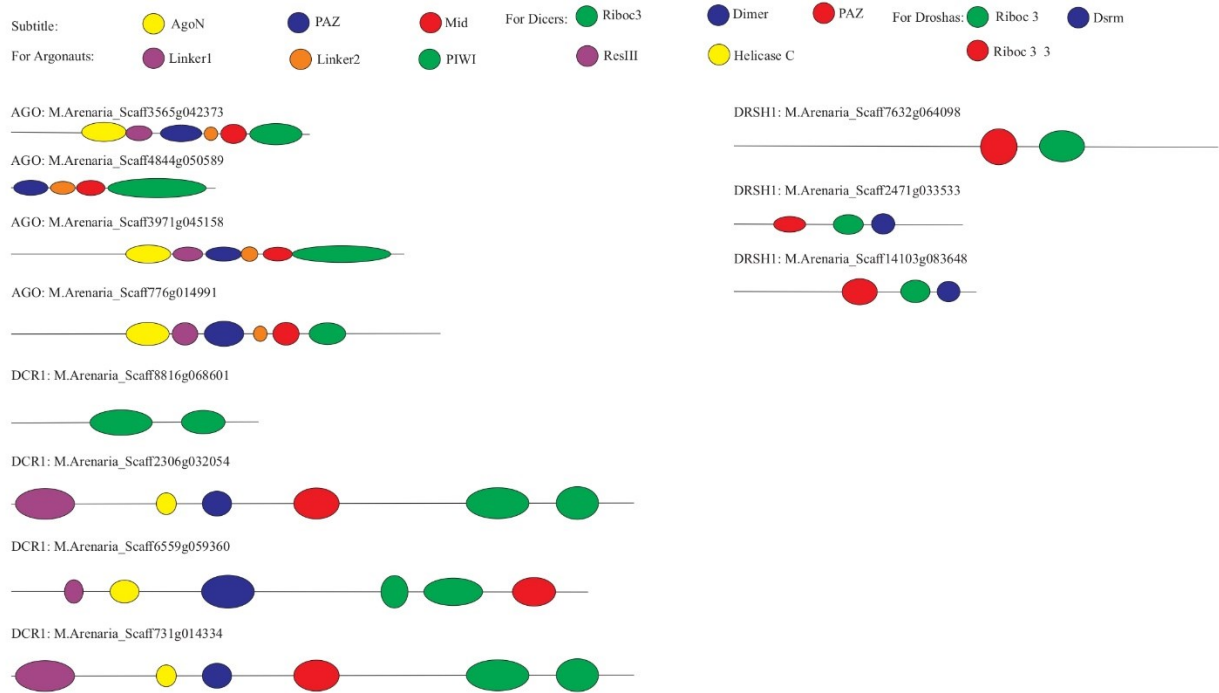 Subtitle:
AgoN
PAZ
Mid
For Dicers:
Riboc3
Dimer
PAZ
For Droshas:
Riboc 3
Dsrm
For Argonauts:
Linker1
Linker2
PIWI
ResIII
Helicase C
Riboc 3 3
AGO: M.Arenaria_Scaff3565g042373
AGO: M.Arenaria_Scaff4844g050589
AGO: M.Arenaria_Scaff3971g045158
AGO: M.Arenaria_Scaff776g014991
DCR1: M.Arenaria_Scaff8816g068601
DCR1: M.Arenaria_Scaff2306g032054
DCR1: M.Arenaria_Scaff6559g059360
DCR1: M.Arenaria_Scaff731g014334
DRSH1: M.Arenaria_Scaff7632g064098
DRSH1: M.Arenaria_Scaff2471g033533
DRSH1: M.Arenaria_Scaff14103g083648